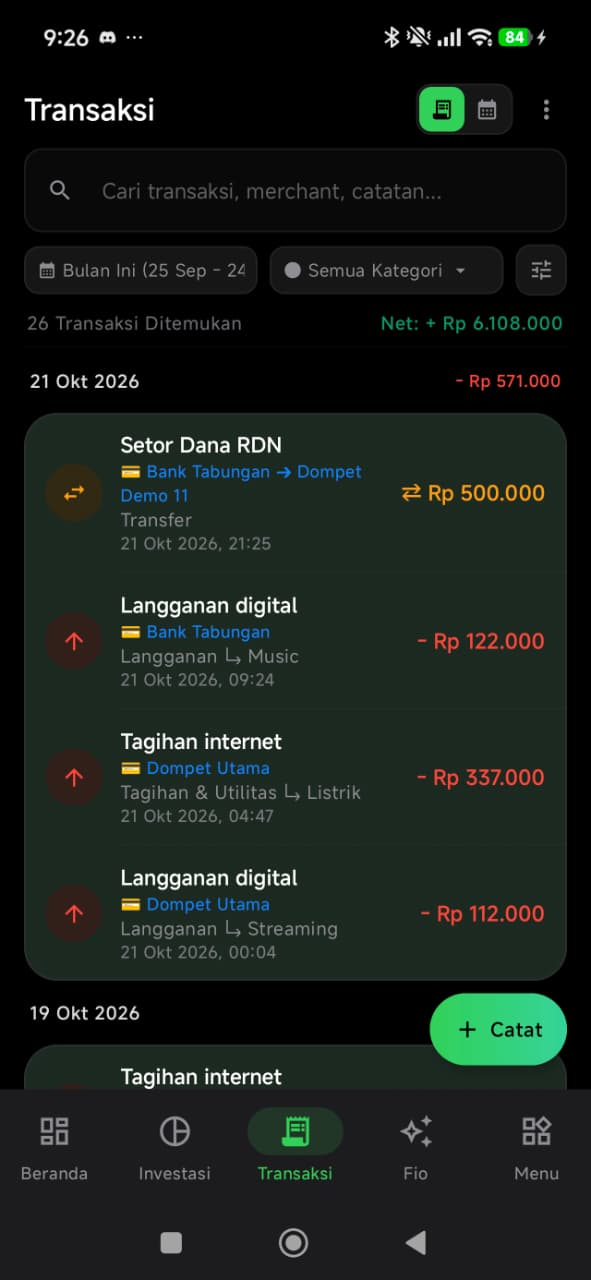 9:26
84
Transaksi
Cari transaksi, merchant, catatan...
Bulan Ini (25 Sep - 24
Semua Kategori
26 Transaksi Ditemukan
Net: + Rp 6.108.000
21 Okt 2026
- Rp 571.000
Setor Dana RDN
Bank Tabungan → Dompet
Demo 11
Transfer
21 Okt 2026, 21:25
⇄ Rp 500.000
Langganan digital
Bank Tabungan
Langganan ↳ Music
21 Okt 2026, 09:24
- Rp 122.000
Tagihan internet
Dompet Utama
Tagihan & Utilitas ↳ Listrik
21 Okt 2026, 04:47
- Rp 337.000
Langganan digital
Dompet Utama
Langganan ↳ Streaming
21 Okt 2026, 00:04
- Rp 112.000
19 Okt 2026
+ Catat
Tagihan internet
Beranda
Investasi
Transaksi
Fio
Menu